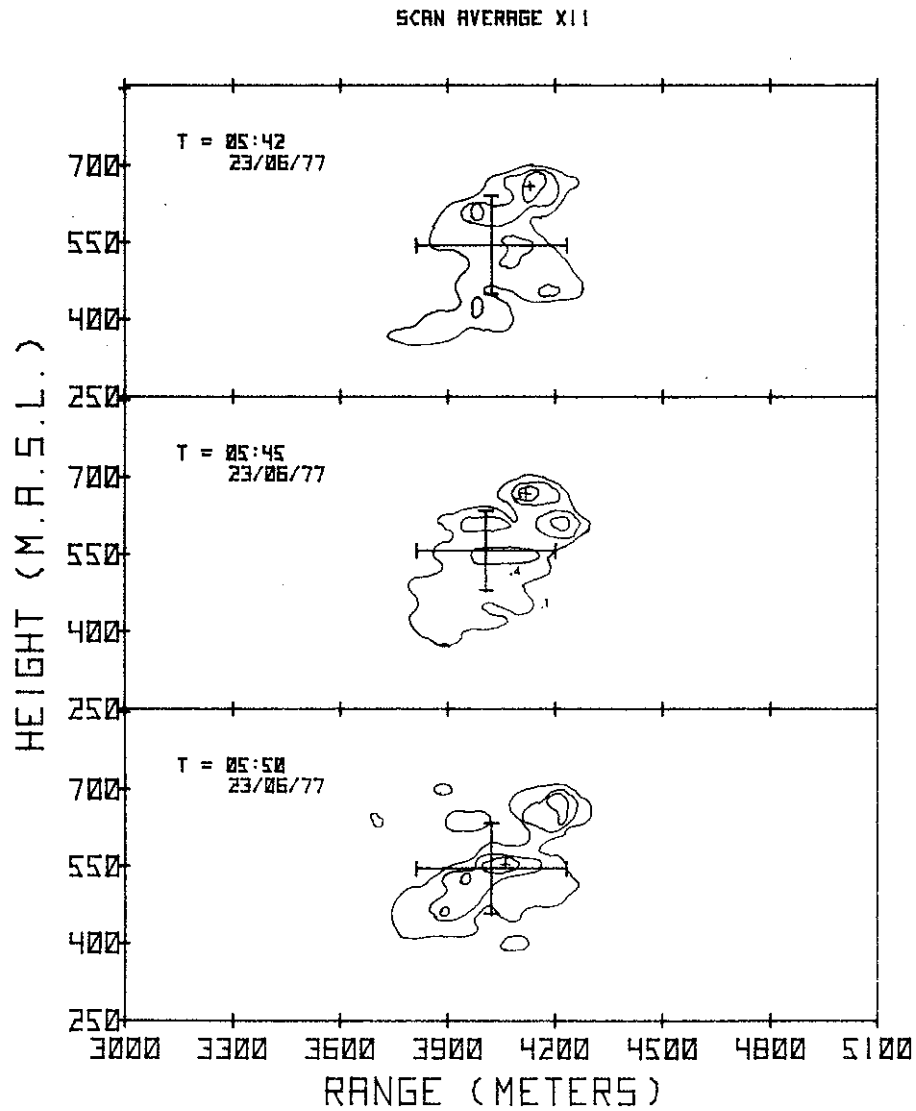 SCAN AVERAGE XII
T = 05:42
23/06/77
700
550
400
250
T = 05:45
23/06/77
700
550
.4
.1
400
250
T = 05:50
23/06/77
700
550
400
250
HEIGHT (M.A.S.L.)
3000 3300 3600 3900 4200 4500 4800 5100
RANGE (METERS)